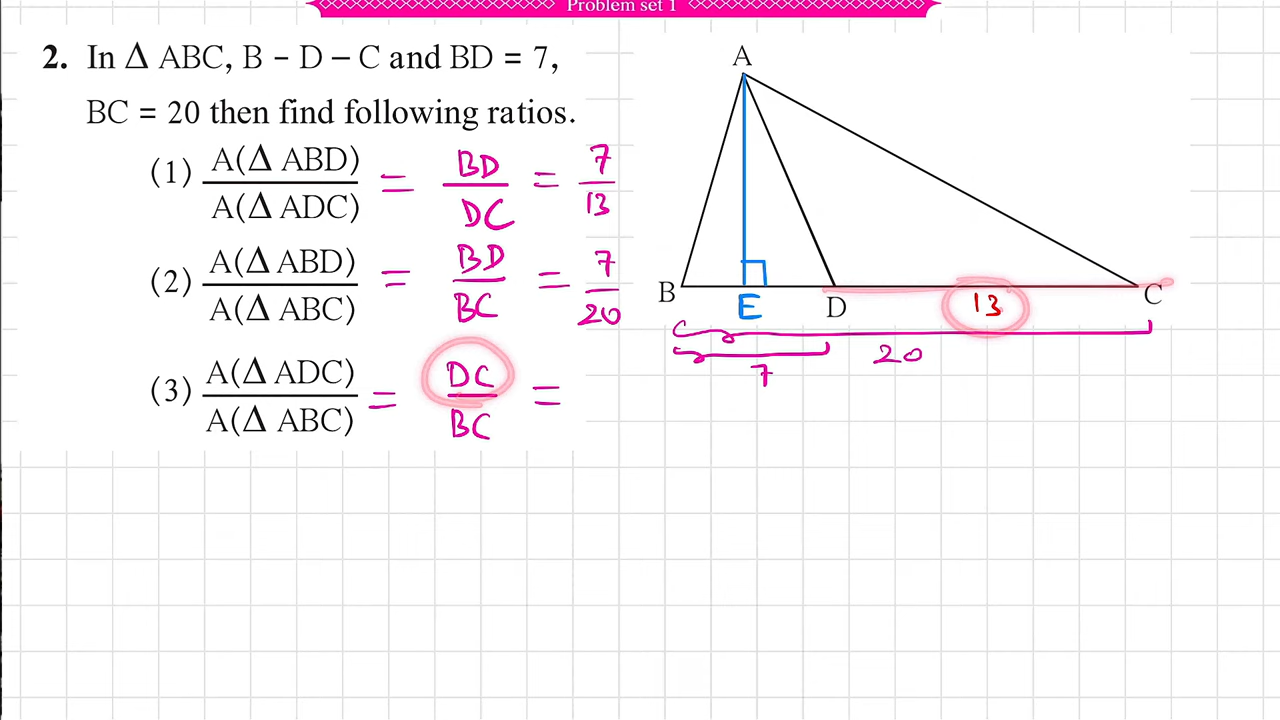 Problem set 1
2. In Δ ABC, B – D – C and BD = 7,
BC = 20 then find following ratios.
(1) A(Δ ABD) / A(Δ ADC) = BD / DC = 7 / 13
(2) A(Δ ABD) / A(Δ ABC) = BD / BC = 7 / 20
(3) A(Δ ADC) / A(Δ ABC) = DC / BC =
A
B E D 13 C
20
7